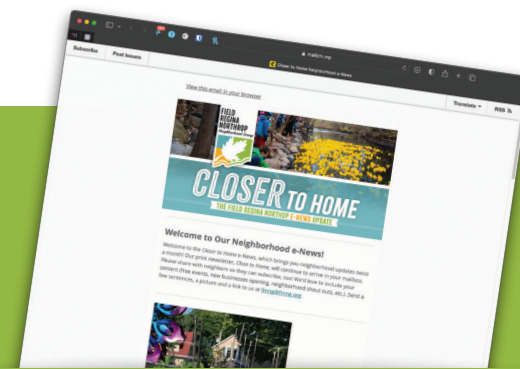 mailchi.mp
Closer to Home Neighborhood e-News
Subscribe
Past Issues
Translate
RSS
View this email in your browser
FIELD
REGINA
NORTHROP
Neighborhood Group
CLOSER TO HOME
THE FIELD REGINA NORTHROP E-NEWS UPDATE
Welcome to Our Neighborhood e-News!
Welcome to the Closer to Home e-News, which brings you neighborhood updates twice
a month! Our print newsletter, Closer to Home, will continue to arrive in your mailbox.
Please share with neighbors so they can subscribe, too! We'd love to include your
content (free events, new businesses opening, neighborhood shout outs, etc.). Send a
few sentences, a picture and a link to us at frnng@frnng.org.